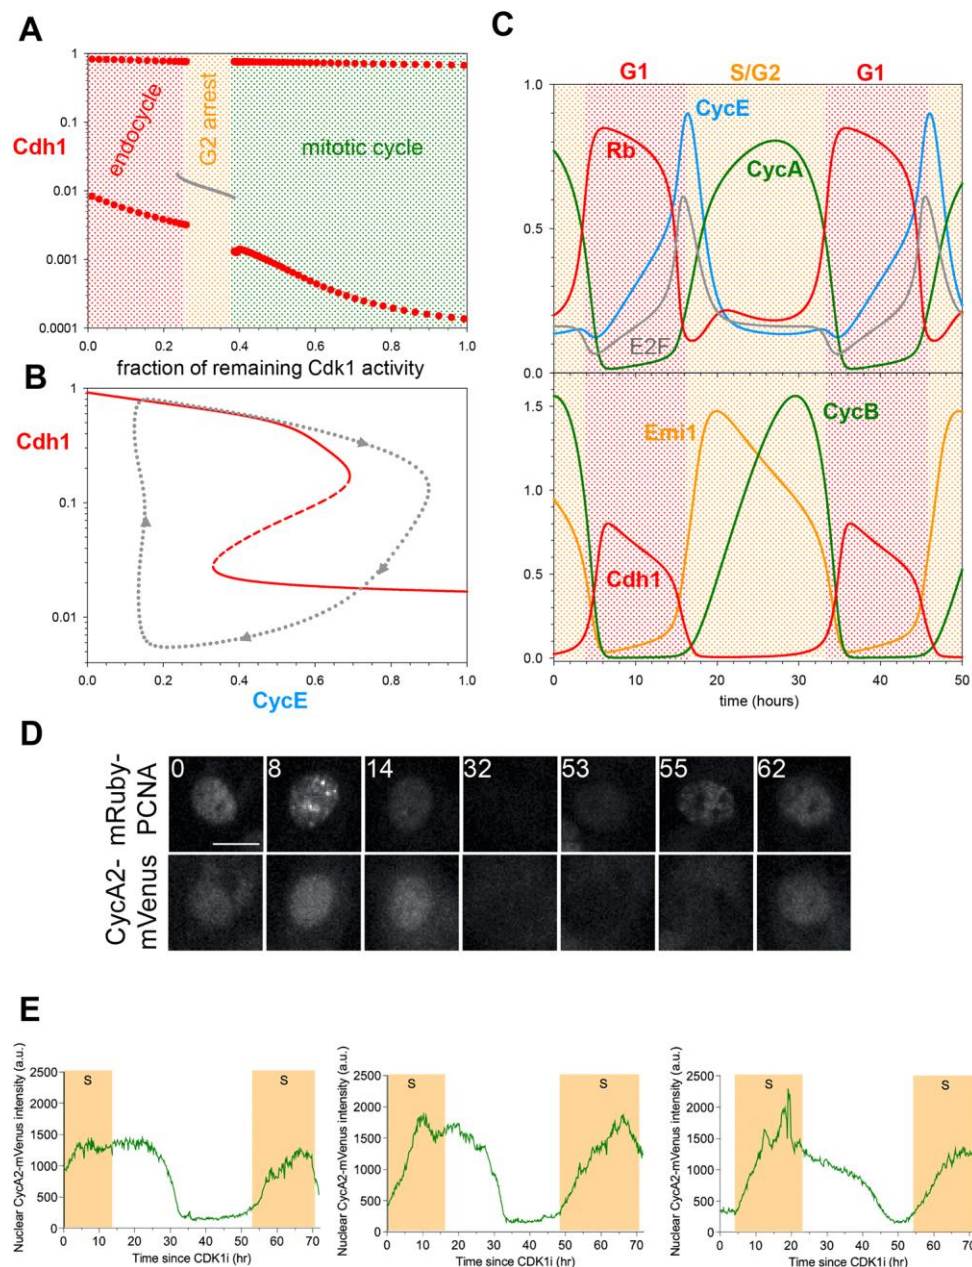 A
1
0.1
Cdh1
0.01
0.001
0.0001
endocycle
G2 arrest
mitotic cycle
0.0 0.2 0.4 0.6 0.8 1.0
fraction of remaining Cdk1 activity
B
1
Cdh1
0.1
0.01
0.0 0.2 0.4 0.6 0.8 1.0
CycE
C
G1 S/G2 G1
1.0
CycE
Rb
CycA
0.5
E2F
0.0
1.5
Emi1
CycB
1.0
0.5
Cdh1
0.0
0 10 20 30 40 50
time (hours)
D
mRuby-
PCNA
0 8 14 32 53 55 62
CycA2-
mVenus
E
Nuclear CycA2-mVenus intensity (a.u.)
2500
2000
1500
1000
500
0
S S
0 10 20 30 40 50 60 70
Time since CDK1i (hr)
Nuclear CycA2-mVenus intensity (a.u.)
2500
2000
1500
1000
500
0
S S
0 10 20 30 40 50 60 70
Time since CDK1i (hr)
Nuclear CycA2-mVenus intensity (a.u.)
2500
2000
1500
1000
500
0
S S
0 10 20 30 40 50 60 70
Time since CDK1i (hr)